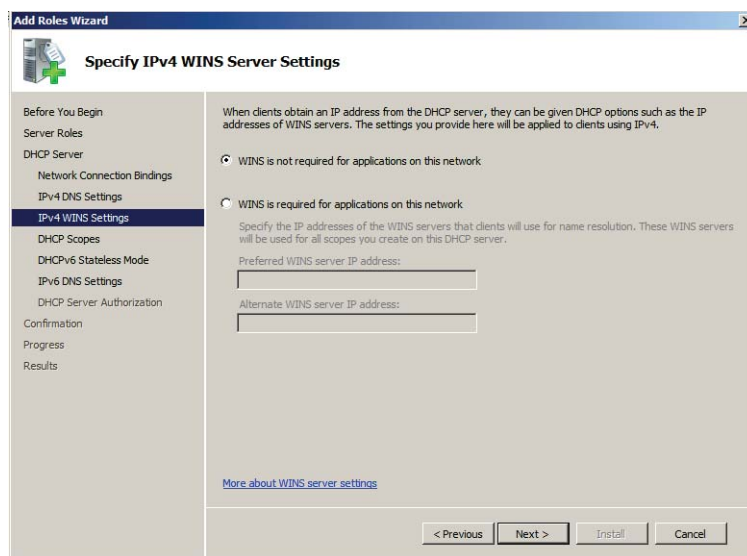 Add Roles Wizard
Specify IPv4 WINS Server Settings
Before You Begin
Server Roles
DHCP Server
Network Connection Bindings
IPv4 DNS Settings
IPv4 WINS Settings
DHCP Scopes
DHCPv6 Stateless Mode
IPv6 DNS Settings
DHCP Server Authorization
Confirmation
Progress
Results
When clients obtain an IP address from the DHCP server, they can be given DHCP options such as the IP
addresses of WINS servers. The settings you provide here will be applied to clients using IPv4.
WINS is not required for applications on this network
WINS is required for applications on this network
Specify the IP addresses of the WINS servers that clients will use for name resolution. These WINS servers
will be used for all scopes you create on this DHCP server.
Preferred WINS server IP address:
Alternate WINS server IP address:
More about WINS server settings
< Previous
Next >
Install
Cancel